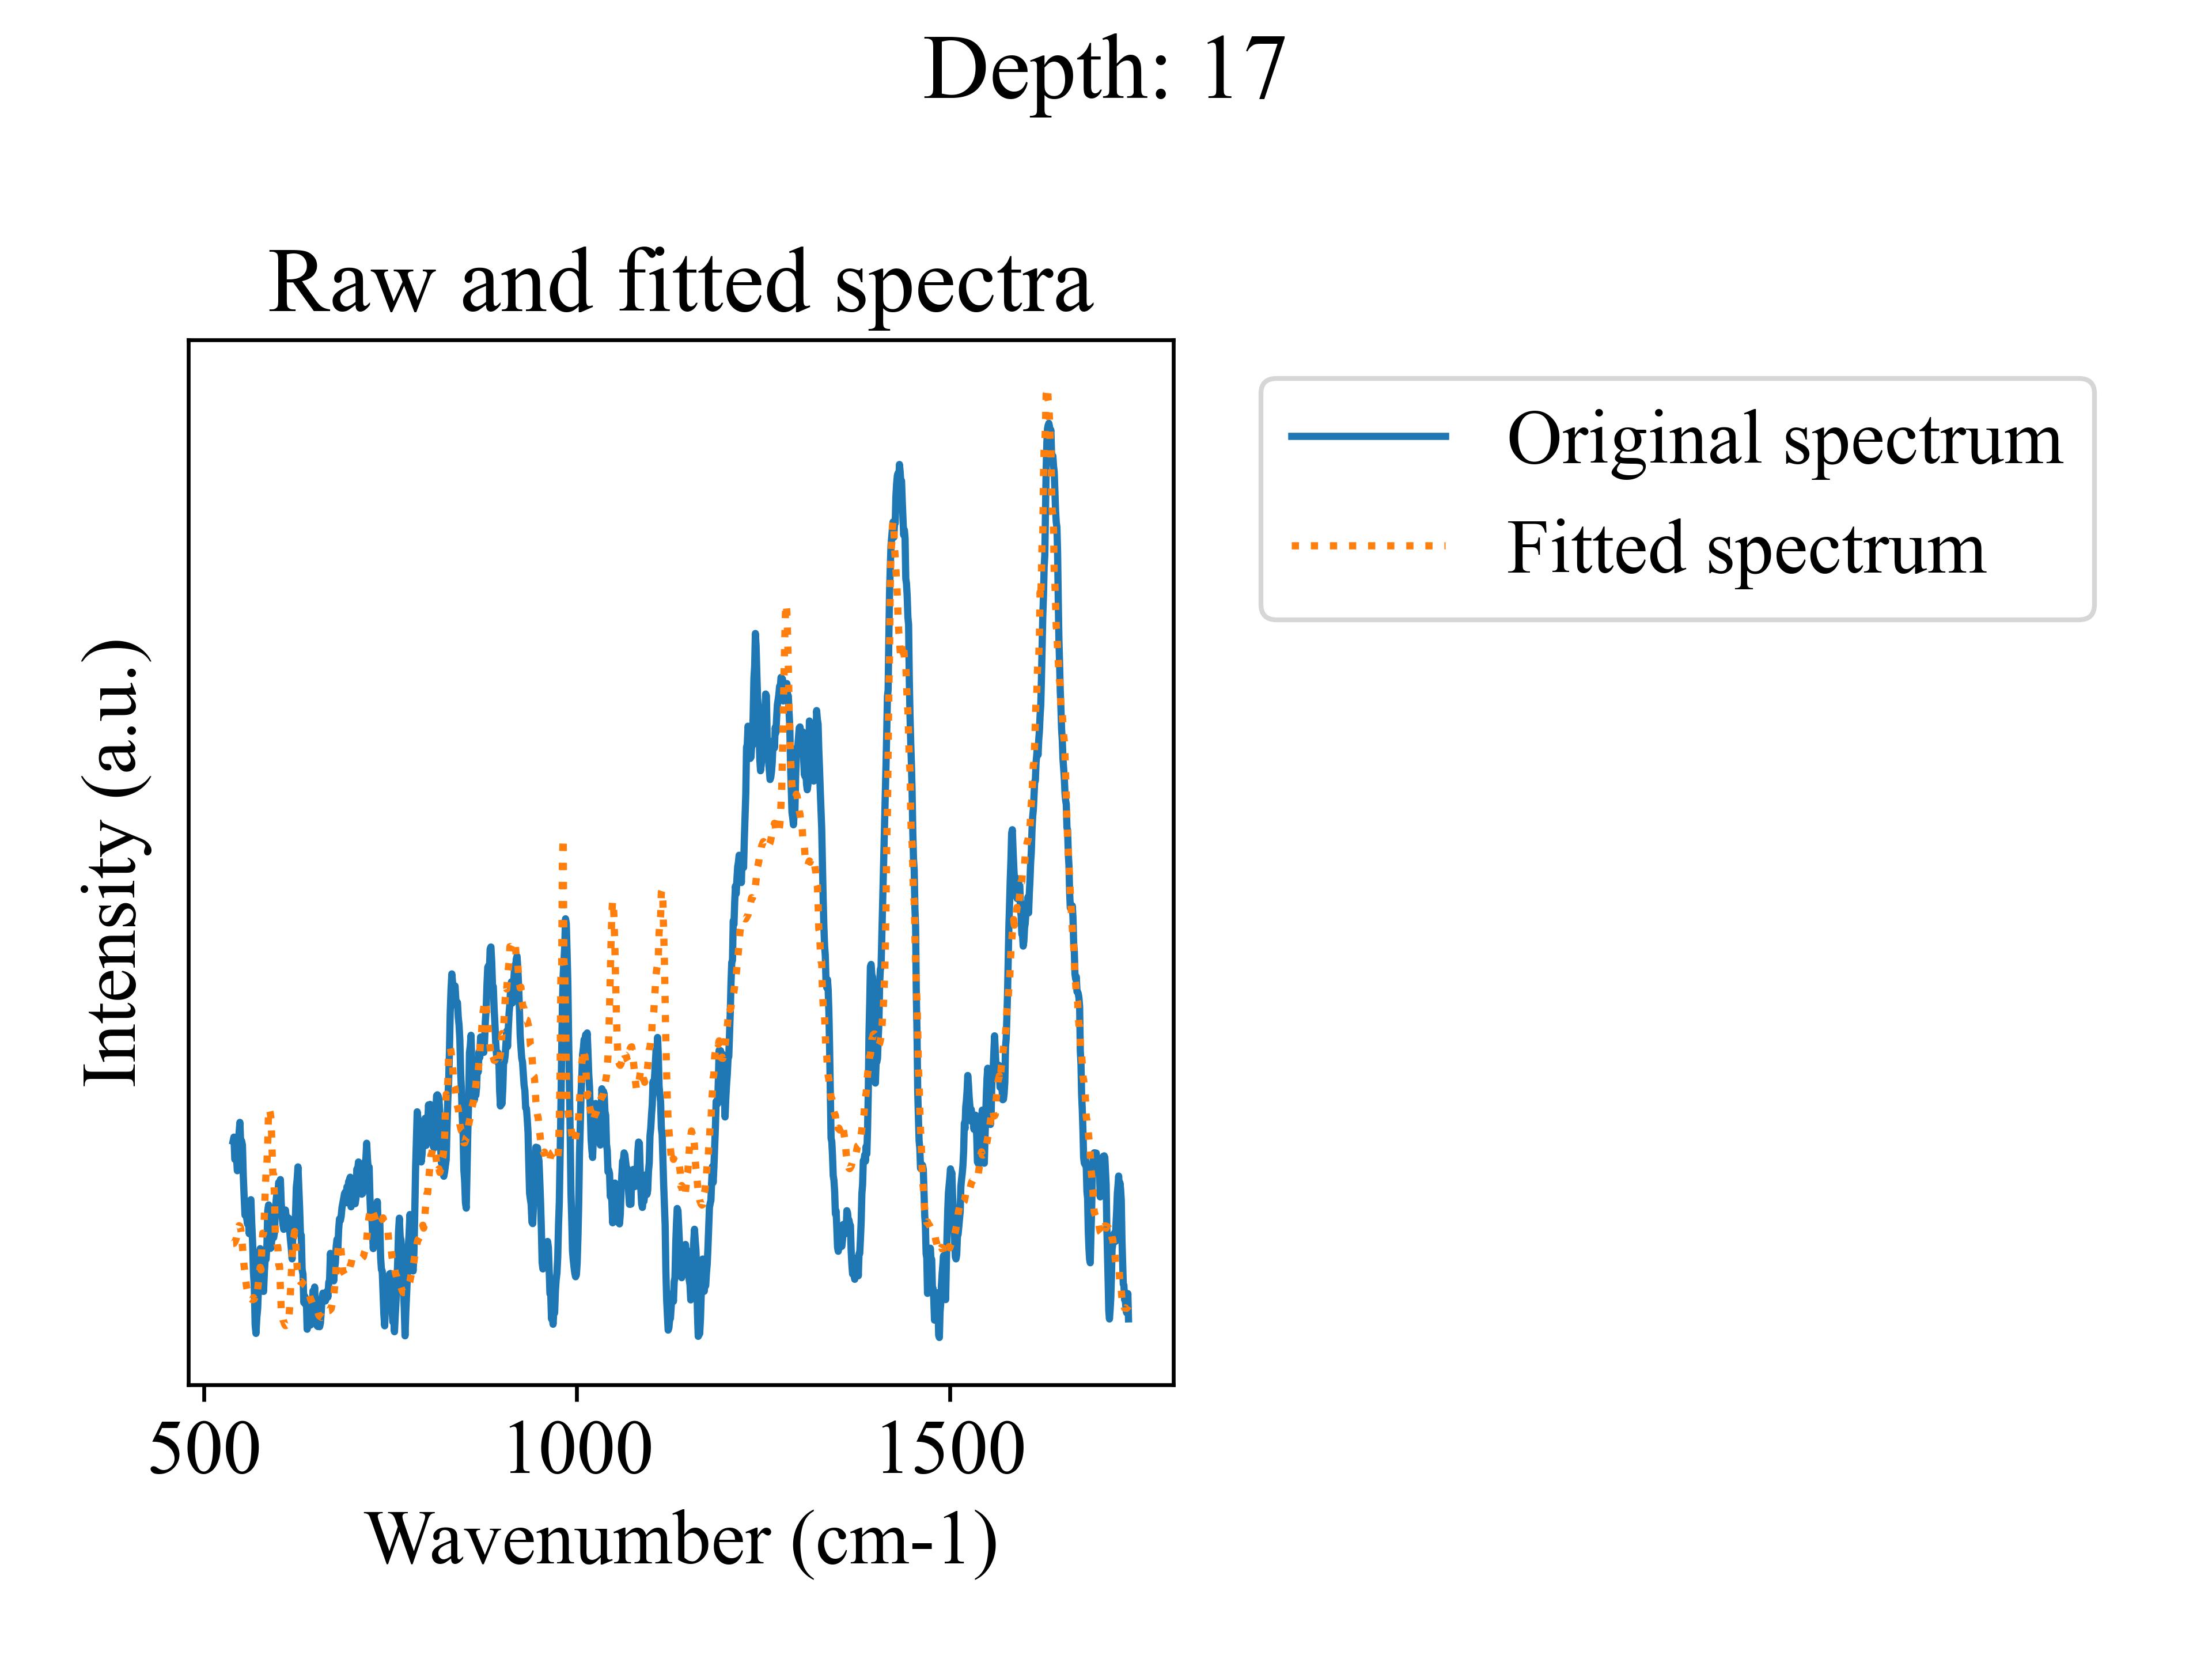 Depth: 17
Raw and fitted spectra
Original spectrum
Fitted spectrum
Intensity (a.u.)
500 1000 1500
Wavenumber (cm-1)